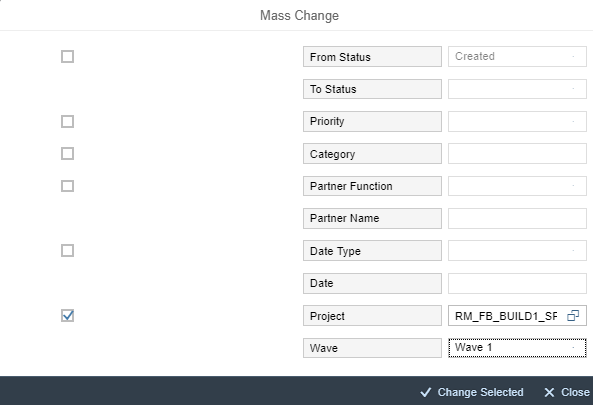 Mass Change
From Status Created
To Status
Priority
Category
Partner Function
Partner Name
Date Type
Date
Project RM_FB_BUILD1_SF
Wave Wave 1
Change Selected Close